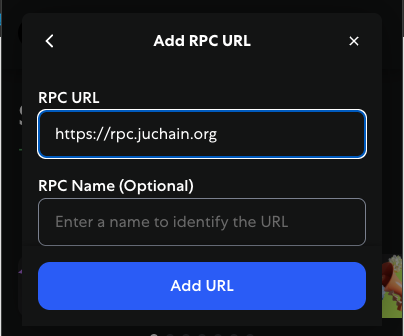 Add RPC URL
RPC URL
https://rpc.juchain.org
RPC Name (Optional)
Enter a name to identify the URL
Add URL